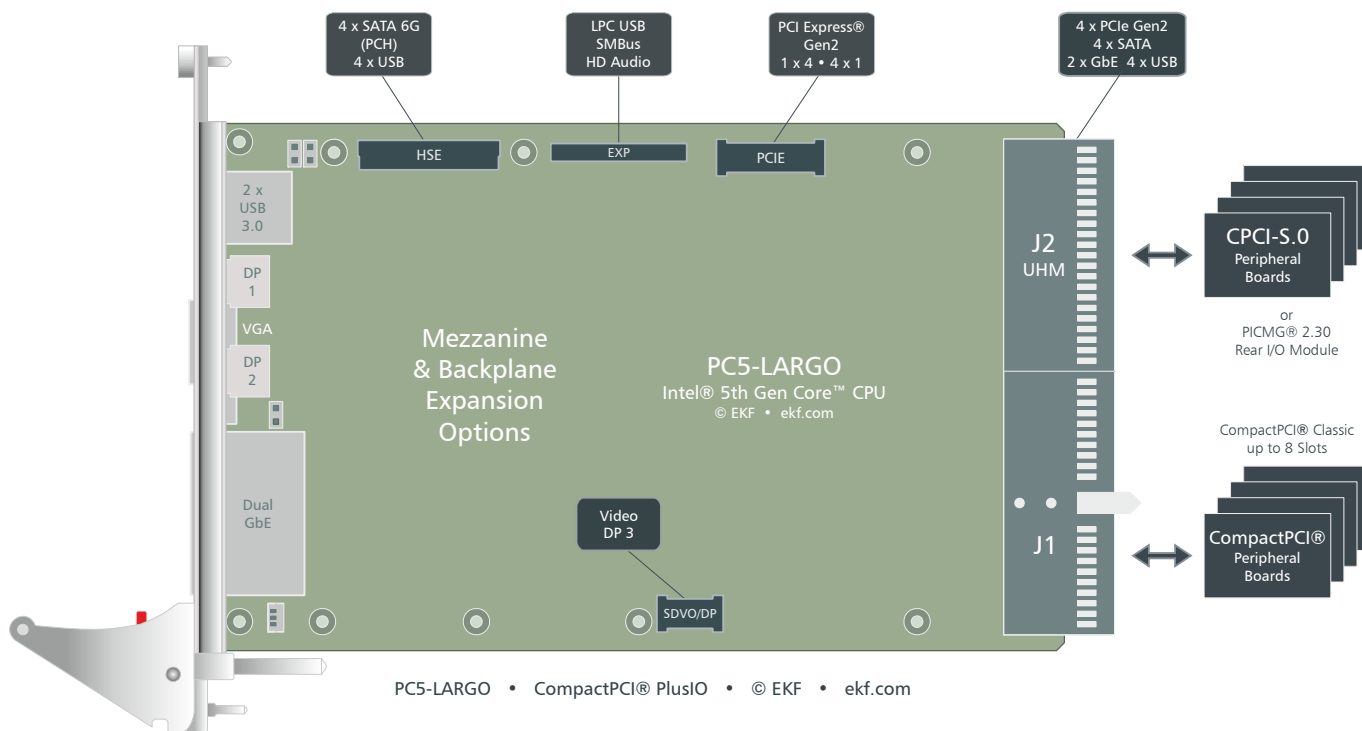 4 x SATA 6G
(PCH)
4 x USB
LPC USB
SMBus
HD Audio
PCI Express®
Gen2
1 x 4 • 4 x 1
4 x PCIe Gen2
4 x SATA
2 x GbE 4 x USB
HSE
EXP
PCIE
2 x
USB
3.0
DP
1
VGA
DP
2
Dual
GbE
Mezzanine
& Backplane
Expansion
Options
PC5-LARGO
Intel® 5th Gen Core™ CPU
© EKF • ekf.com
Video
DP 3
SDVO/DP
J2
UHM
J1
CPCI-S.0
Peripheral
Boards
or
PICMG® 2.30
Rear I/O Module
CompactPCI® Classic
up to 8 Slots
CompactPCI®
Peripheral
Boards
PC5-LARGO • CompactPCI® PlusIO • © EKF • ekf.com